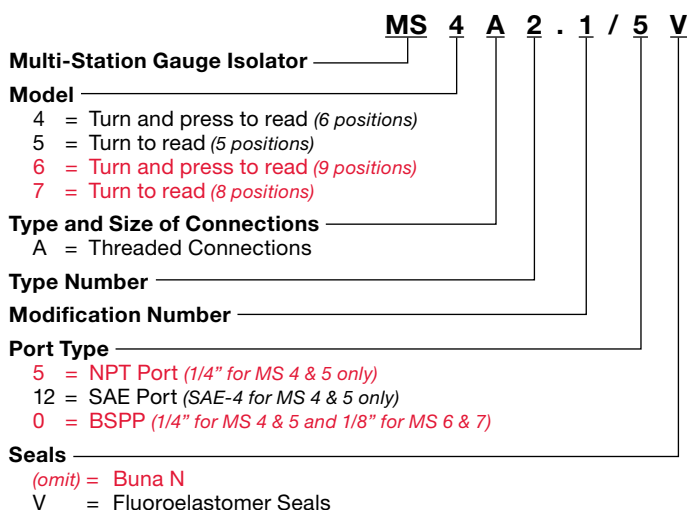 MS 4 A 2 . 1 / 5 V
Multi-Station Gauge Isolator
Model
4 = Turn and press to read (6 positions)
5 = Turn to read (5 positions)
6 = Turn and press to read (9 positions)
7 = Turn to read (8 positions)
Type and Size of Connections
A = Threaded Connections
Type Number
Modification Number
Port Type
5 = NPT Port (1/4” for MS 4 & 5 only)
12 = SAE Port (SAE-4 for MS 4 & 5 only)
0 = BSPP (1/4” for MS 4 & 5 and 1/8” for MS 6 & 7)
Seals
(omit) = Buna N
V = Fluoroelastomer Seals